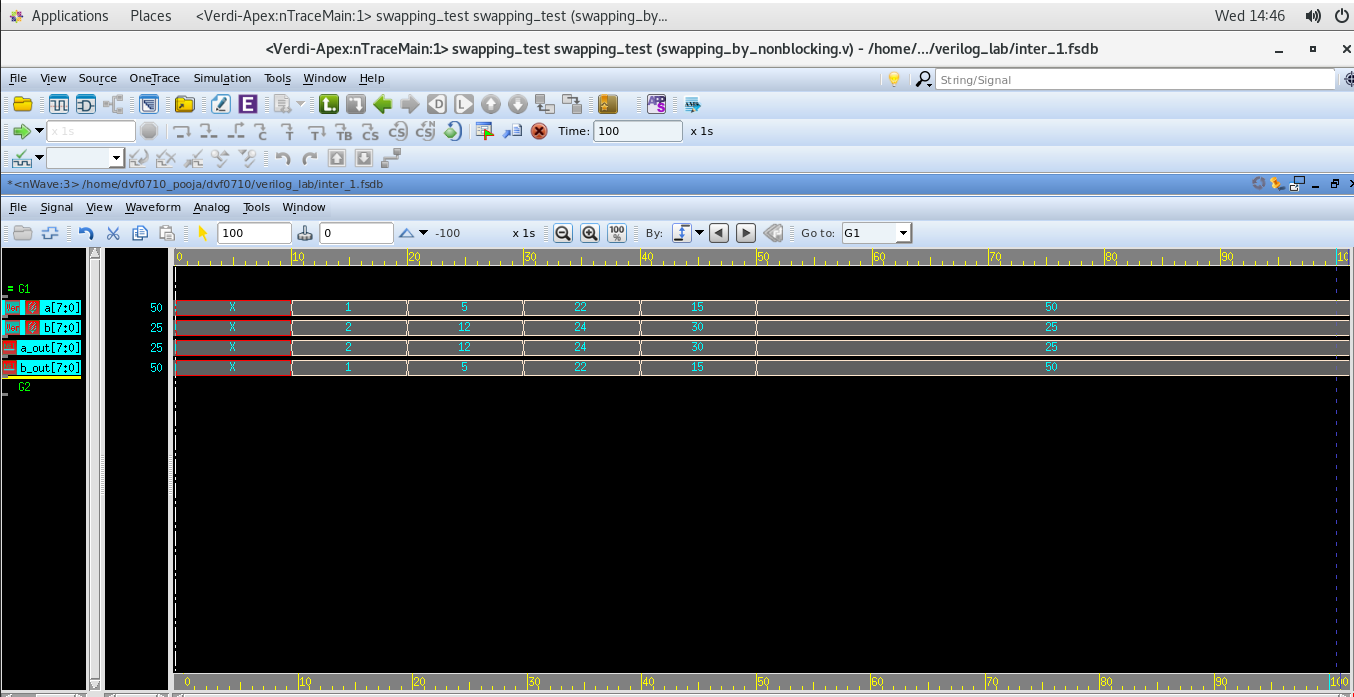 Applications Places <Verdi-Apex:nTraceMain:1> swapping_test swapping_test (swapping_by... Wed 14:46
<Verdi-Apex:nTraceMain:1> swapping_test swapping_test (swapping_by_nonblocking.v) - /home/.../verilog_lab/inter_1.fsdb
File View Source OneTrace Simulation Tools Window Help String/Signal
x 1s Time: 100 x 1s
*<nWave:3> /home/dvf0710_pooja/dvf0710/verilog_lab/inter_1.fsdb
File Signal View Waveform Analog Tools Window
100 0 -100 x 1s 100 % By: Go to: G1
0 10 20 30 40 50 60 70 80 90 10
= G1
a[7:0] 50 X 1 5 22 15 50
b[7:0] 25 X 2 12 24 30 25
a_out[7:0] 25 X 2 12 24 30 25
b_out[7:0] 50 X 1 5 22 15 50
G2
0 10 20 30 40 50 60 70 80 90 100